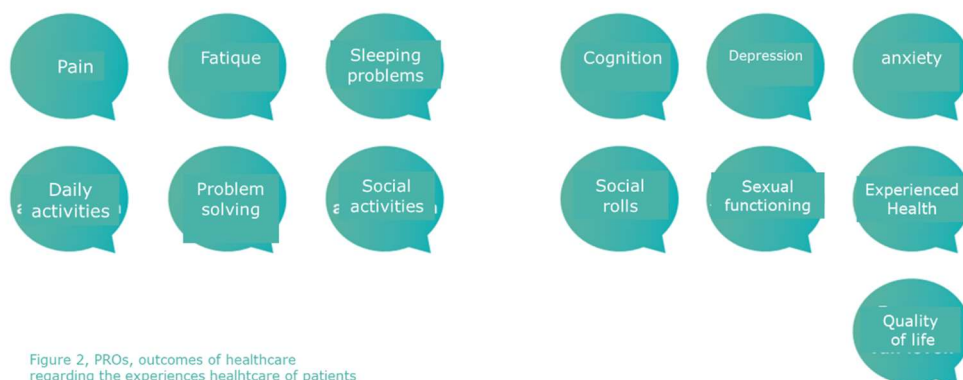 Pain
Fatique
Sleeping
problems
Cognition
Depression
anxiety
Daily
activities
Problem
solving
Social
activities
Social
rolls
Sexual
functioning
Experienced
Health
Quality
of life
Figure 2, PROs, outcomes of healthcare
regarding the experiences healhtcare of patients